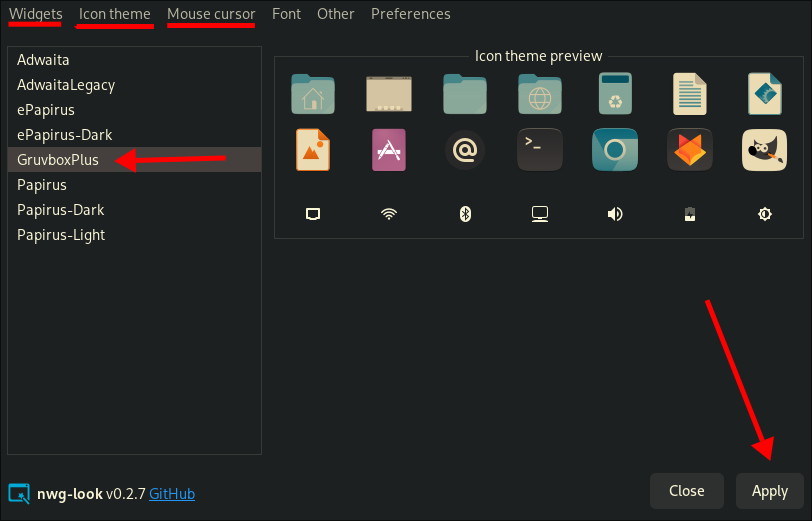 Widgets Icon theme Mouse cursor Font Other Preferences
Icon theme preview
Adwaita
AdwaitaLegacy
ePapirus
ePapirus-Dark
GruvboxPlus
Papirus
Papirus-Dark
Papirus-Light
nwg-look v0.2.7 GitHub
Close Apply